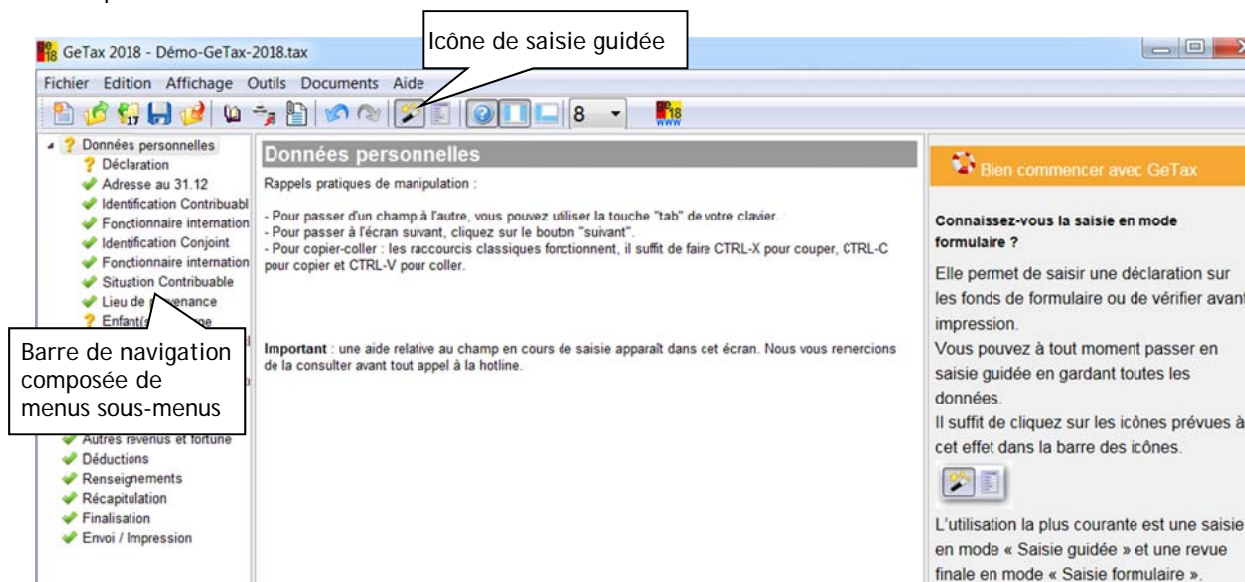 Icône de saisie guidée
GeTax 2018 - Démo-GeTax-2018.tax
Fichier Edition Affichage Outils Documents Aide
17
8
ge
18
www
Données personnelles
Déclaration
Adresse au 31.12
Identification Contribuabl
Fonctionnaire internation
Identification Conjoint
Fonctionnaire internation
Situation Contribuable
Lieu de
Barre de navigation
composée de
menus sous-menus
Autres revenus et fortune
Déductions
Renseignements
Récapitulation
Finalisation
Envoi / Impression
Données personnelles
Rappels pratiques de manipulation :
- Pour passer d'un champ à l'autre, vous pouvez utiliser la touche "tab" de votre clavier.
- Pour passer à l'écran suivant, cliquez sur le bouton "suivant".
- Pour copier-coller : les raccourcis classiques fonctionnent, il suffit de faire CTRL-X pour couper, CTRL-C
pour copier et CTRL-V pour coller.
Important : une aide relative au champ en cours de saisie apparaît dans cet écran. Nous vous remercions
de la consulter avant tout appel à la hotline.
Bien commencer avec GeTax
Connaissez-vous la saisie en mode
formulaire ?
Elle permet de saisir une déclaration sur
les fonds de formulaire ou de vérifier avant
impression.
Vous pouvez à tout moment passer en
saisie guidée en gardant toutes les
données.
Il suffit de cliquez sur les icônes prévues à
cet effet dans la barre des icônes.
L'utilisation la plus courante est une saisie
en mode « Saisie guidée » et une revue
finale en mode « Saisie formulaire ».